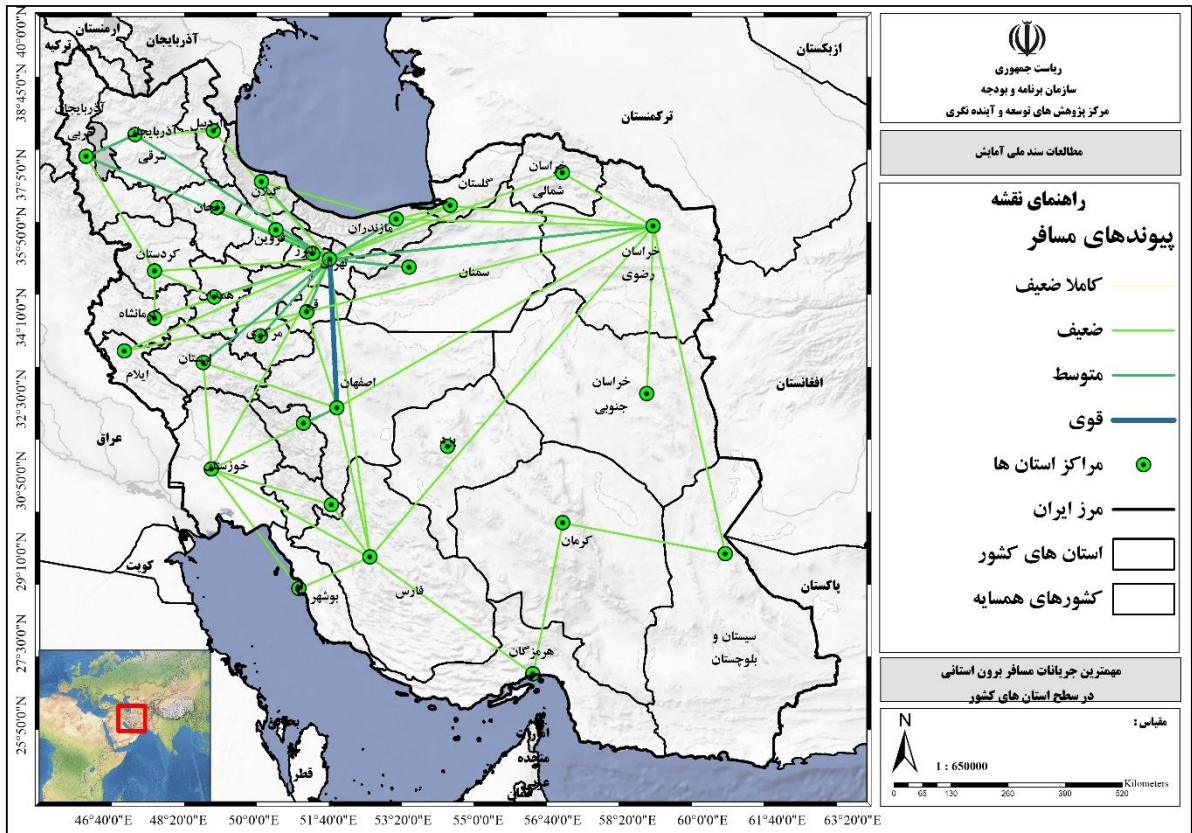 ریاست جمهوری
سازمان برنامه و بودجه
مرکز پژوهش های توسعه و آینده نگری
مطالعات سند ملی آمایش
راهنمای نقشه
پیوندهای مسافر
کاملا ضعیف
ضعیف
متوسط
قوی
مراکز استان ها
مرز ایران
استان های کشور
کشورهای همسایه
مهمترین جریانات مسافر برون استانی
در سطح استان های کشور
مقیاس :
N
1 : 650000
Kilometers
0 65 130 260 390 520
ارمنستان
آذربایجان
ترکیه
ازبکستان
ترکمنستان
افغانستان
پاکستان
عراق
کویت
قطر
امارات
متحده
آذربایجان
غربی
آذربایجان
شرقی
اردبیل
گیلان
زنجان
قزوین
البرز
تهران
مازندران
گلستان
خراسان
شمالی
خراسان
رضوی
سمنان
کردستان
همدان
کرمانشاه
ایلام
لرستان
اصفهان
خراسان
جنوبی
یزد
خوزستان
کرمان
فارس
بوشهر
هرمزگان
سیستان و
بلوچستان
40°0'0"N
38°45'0"N
37°5'0"N
35°50'0"N
34°10'0"N
32°30'0"N
30°50'0"N
29°10'0"N
27°30'0"N
25°50'0"N
46°40'0"E 48°20'0"E 50°0'0"E 51°40'0"E 53°20'0"E 55°0'0"E 56°40'0"E 58°20'0"E 60°0'0"E 61°40'0"E 63°20'0"E